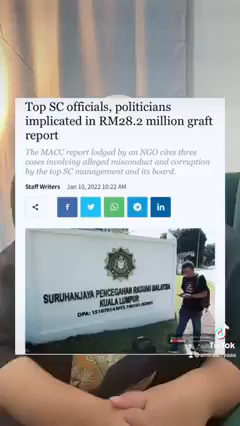 Top SC officials, politicians
implicated in RM28.2 million graft
report
The MACC report lodged by an NGO cites three
cases involving alleged misconduct and corruption
by the top SC management and its board.
Staff Writers Jan 10, 2022 10:22 AM
SURUHANJAYA PENCEGAHAN RASUAH MALAYSIA
KUALA LUMPUR
TikTok